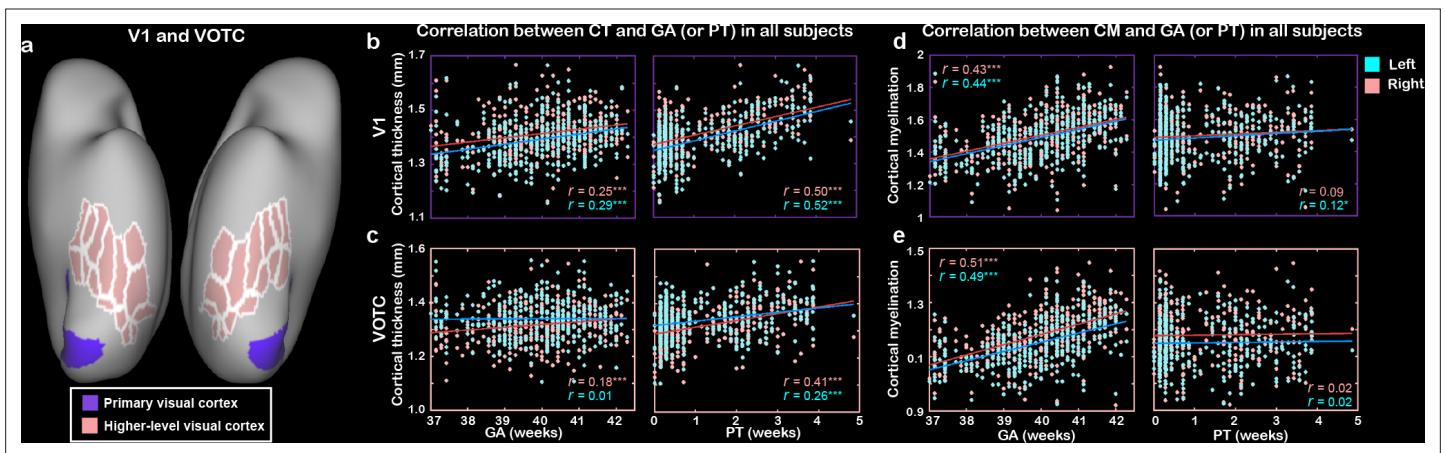 a
V1 and VOTC
Primary visual cortex
Higher-level visual cortex
b
Correlation between CT and GA (or PT) in all subjects
V1
Cortical thickness (mm)
1.7
1.5
1.3
1.1
r = 0.25***
r = 0.29***
r = 0.50***
r = 0.52***
c
VOTC
Cortical thickness (mm)
1.6
1.4
1.2
1.0
r = 0.18***
r = 0.01
r = 0.41***
r = 0.26***
37 38 39 40 41 42
GA (weeks)
0 1 2 3 4 5
PT (weeks)
d
Correlation between CM and GA (or PT) in all subjects
Left
Right
Cortical myelination
2
1.8
1.6
1.4
1.2
1
r = 0.43***
r = 0.44***
r = 0.09
r = 0.12*
e
Cortical myelination
1.5
1.3
0.1
0.9
r = 0.51***
r = 0.49***
r = 0.02
r = 0.02
37 38 39 40 41 42
GA (weeks)
0 1 2 3 4 5
PT (weeks)